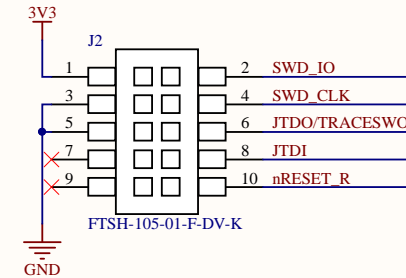 3V3
J2
1 2 SWD_IO
3 4 SWD_CLK
5 6 JTDO/TRACESWO
7 8 JTDI
9 10 nRESET_R
FTSH-105-01-F-DV-K
GND